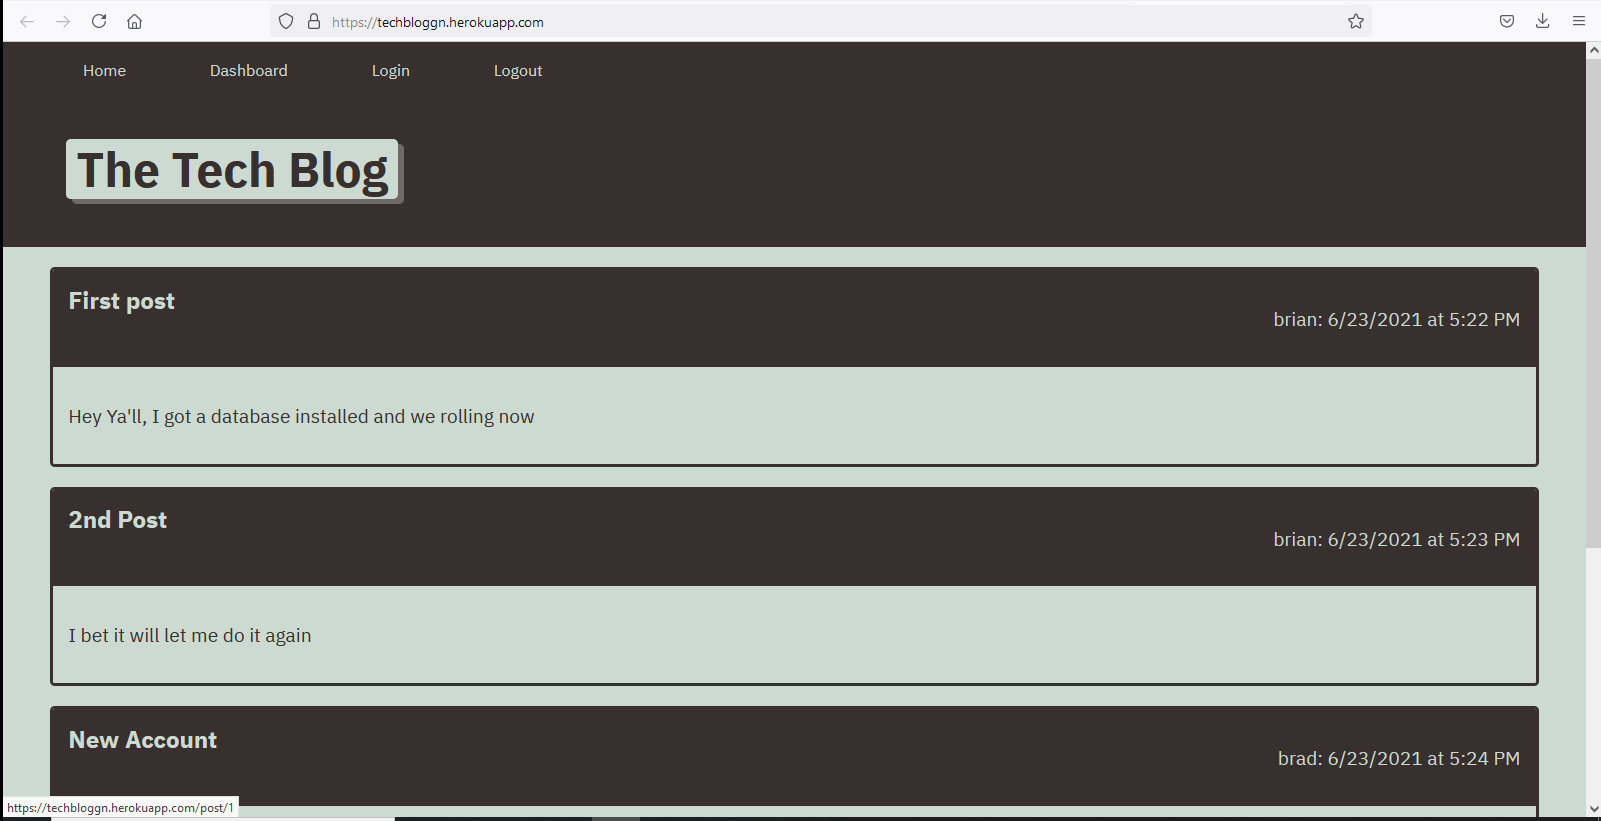 https://techbloggn.herokuapp.com
Home Dashboard Login Logout
The Tech Blog
First post
brian: 6/23/2021 at 5:22 PM
Hey Ya'll, I got a database installed and we rolling now
2nd Post
brian: 6/23/2021 at 5:23 PM
I bet it will let me do it again
New Account
brad: 6/23/2021 at 5:24 PM
https://techbloggn.herokuapp.com/post/1